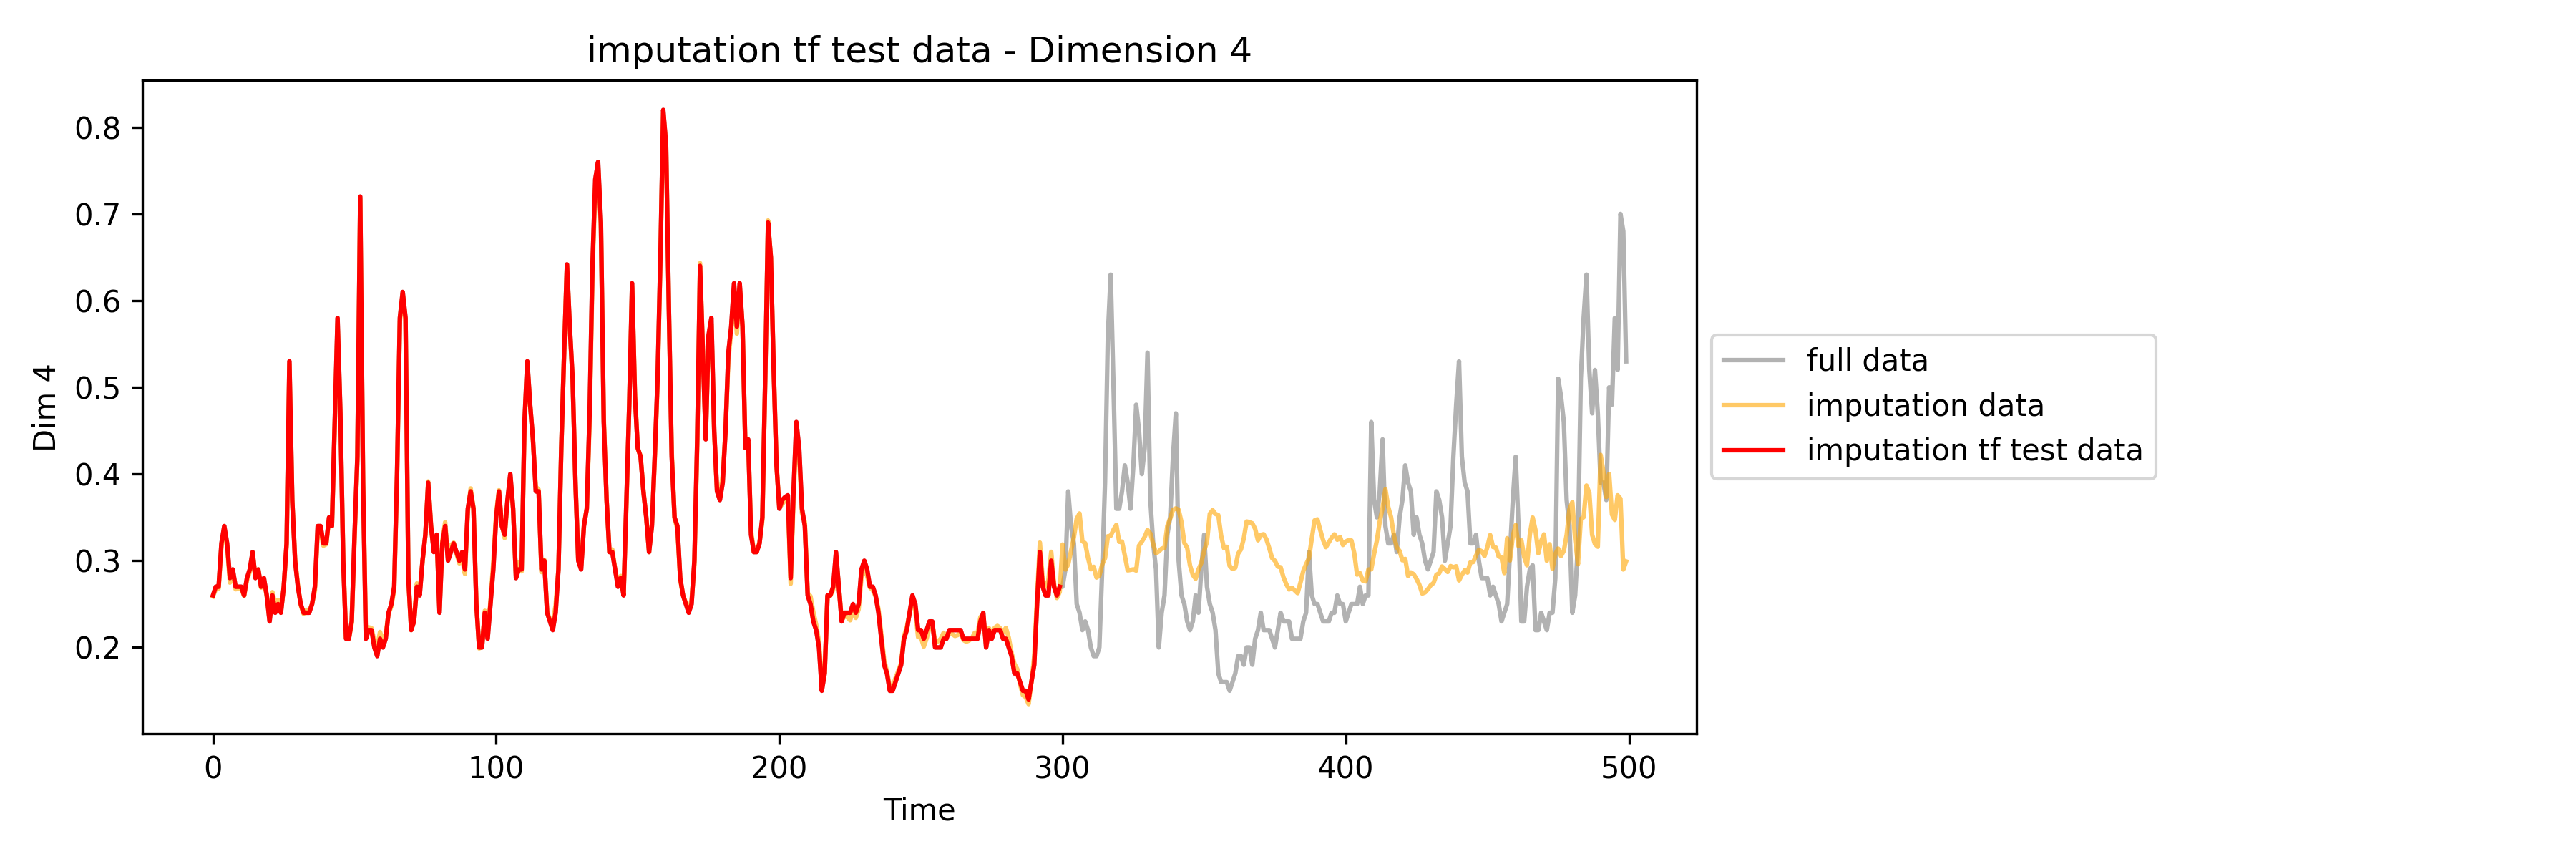 imputation tf test data - Dimension 4
Dim 4
0.8
0.7
0.6
0.5
0.4
0.3
0.2
0 100 200 300 400 500
Time
full data
imputation data
imputation tf test data